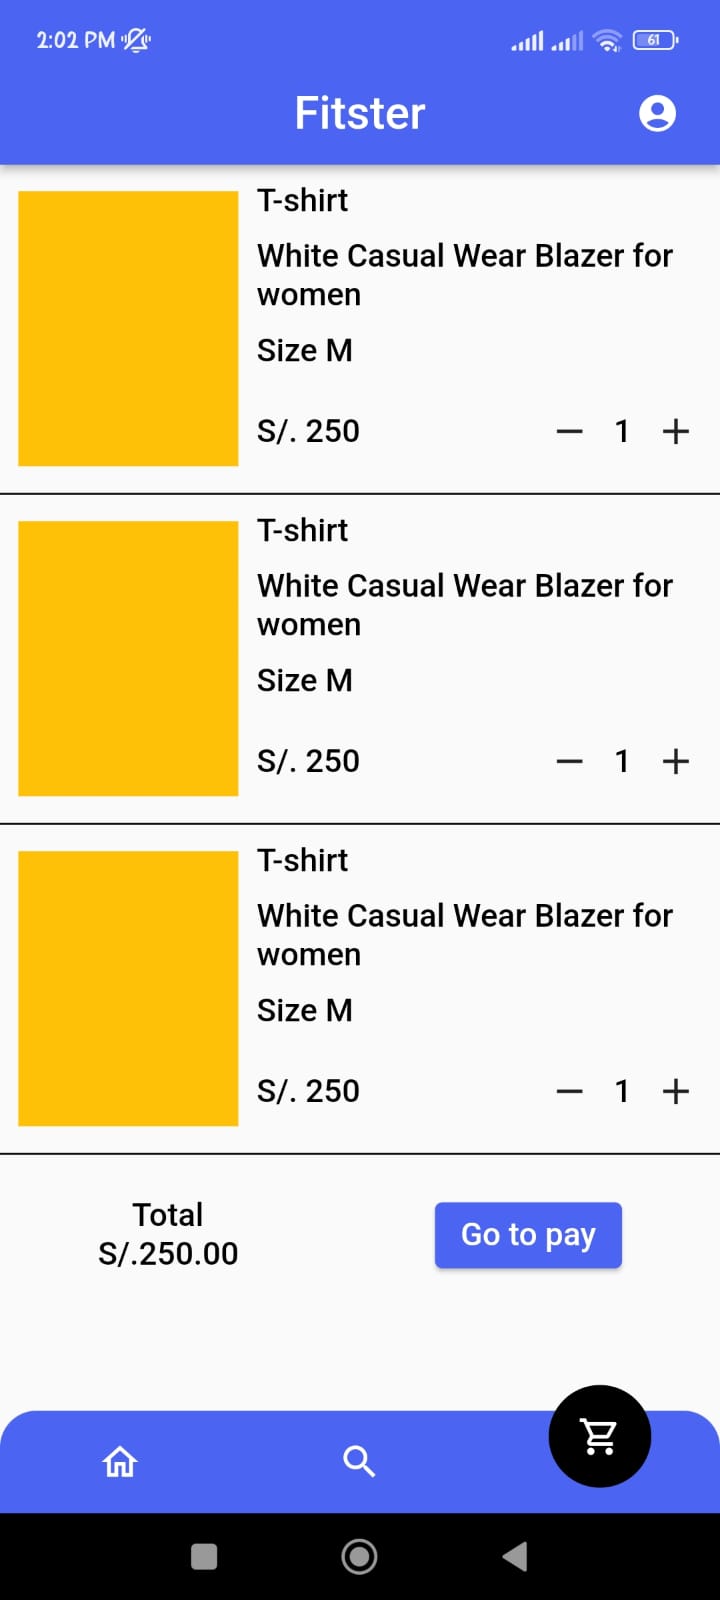 2:02 PM
61
Fitster
T-shirt
White Casual Wear Blazer for
women
Size M
S/. 250
1
T-shirt
White Casual Wear Blazer for
women
Size M
S/. 250
1
T-shirt
White Casual Wear Blazer for
women
Size M
S/. 250
1
Total
S/.250.00
Go to pay